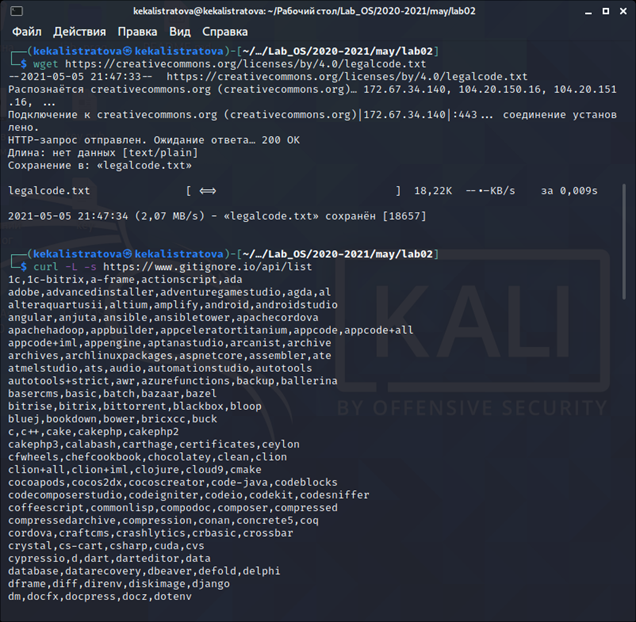 kekalistratova@kekalistratova: ~/Рабочий стол/Lab_OS/2020-2021/may/lab02
Файл Действия Правка Вид Справка
┌──(kekalistratova㉿kekalistratova)-[~/…/Lab_OS/2020-2021/may/lab02]
└─$ wget https://creativecommons.org/licenses/by/4.0/legalcode.txt
--2021-05-05 21:47:33--  https://creativecommons.org/licenses/by/4.0/legalcode.txt
Распознаётся creativecommons.org (creativecommons.org)… 172.67.34.140, 104.20.150.16, 104.20.151
.16, ...
Подключение к creativecommons.org (creativecommons.org)|172.67.34.140|:443... соединение установ
лено.
HTTP-запрос отправлен. Ожидание ответа… 200 OK
Длина: нет данных [text/plain]
Сохранение в: «legalcode.txt»
legalcode.txt [ <=> ] 18,22K --.-KB/s за 0,009s
2021-05-05 21:47:34 (2,07 MB/s) - «legalcode.txt» сохранён [18657]
┌──(kekalistratova㉿kekalistratova)-[~/…/Lab_OS/2020-2021/may/lab02]
└─$ curl -L -s https://www.gitignore.io/api/list
1c,1c-bitrix,a-frame,actionscript,ada
adobe,advancedinstaller,adventuregamestudio,agda,al
alteraquartusii,altium,amplify,android,androidstudio
angular,anjuta,ansible,ansibletower,apachecordova
apachehadoop,appbuilder,appceleratortitanium,appcode,appcode+all
appcode+iml,appengine,aptanastudio,arcanist,archive
archives,archlinuxpackages,aspnetcore,assembler,ate
atmelstudio,ats,audio,automationstudio,autotools
autotools+strict,awr,azurefunctions,backup,ballerina
basercms,basic,batch,bazaar,bazel
bitrise,bitrix,bittorrent,blackbox,bloop
bluej,bookdown,bower,bricxcc,buck
c,c++,cake,cakephp,cakephp2
cakephp3,calabash,carthage,certificates,ceylon
cfwheels,chefcookbook,chocolatey,clean,clion
clion+all,clion+iml,clojure,cloud9,cmake
cocoapods,cocos2dx,cocoscreator,code-java,codeblocks
codecomposerstudio,codeigniter,codeio,codekit,codesniffer
coffeescript,commonlisp,compodoc,composer,compressed
compressedarchive,compression,conan,concrete5,coq
cordova,craftcms,crashlytics,crbasic,crossbar
crystal,cs-cart,csharp,cuda,cvs
cypressio,d,dart,darteditor,data
database,datarecovery,dbeaver,defold,delphi
dframe,diff,direnv,diskimage,django
dm,docfx,docpress,docz,dotenv
KALI
BY OFFENSIVE SECURITY